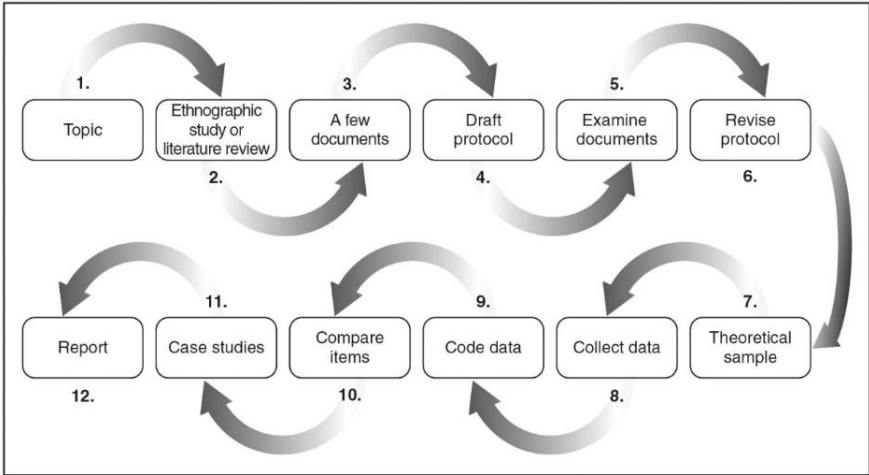 1.
Topic
Ethnographic
study or
literature review
2.
3.
A few
documents
Draft
protocol
4.
5.
Examine
documents
Revise
protocol
6.
7.
Theoretical
sample
Collect data
8.
9.
Code data
Compare
items
10.
11.
Case studies
Report
12.